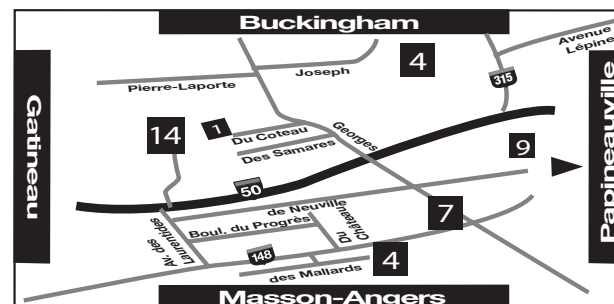 Buckingham
Avenue
Lépine
Joseph
4
315
Pierre-Laporte
Gatineau
14
1
Du Coteau
Georges
Des Samares
9
Papineauville
50
de Neuville
Av. des
Laurentides
Boul. du Progrès
Du
Château
7
148
des Mallards
4
Masson-Angers